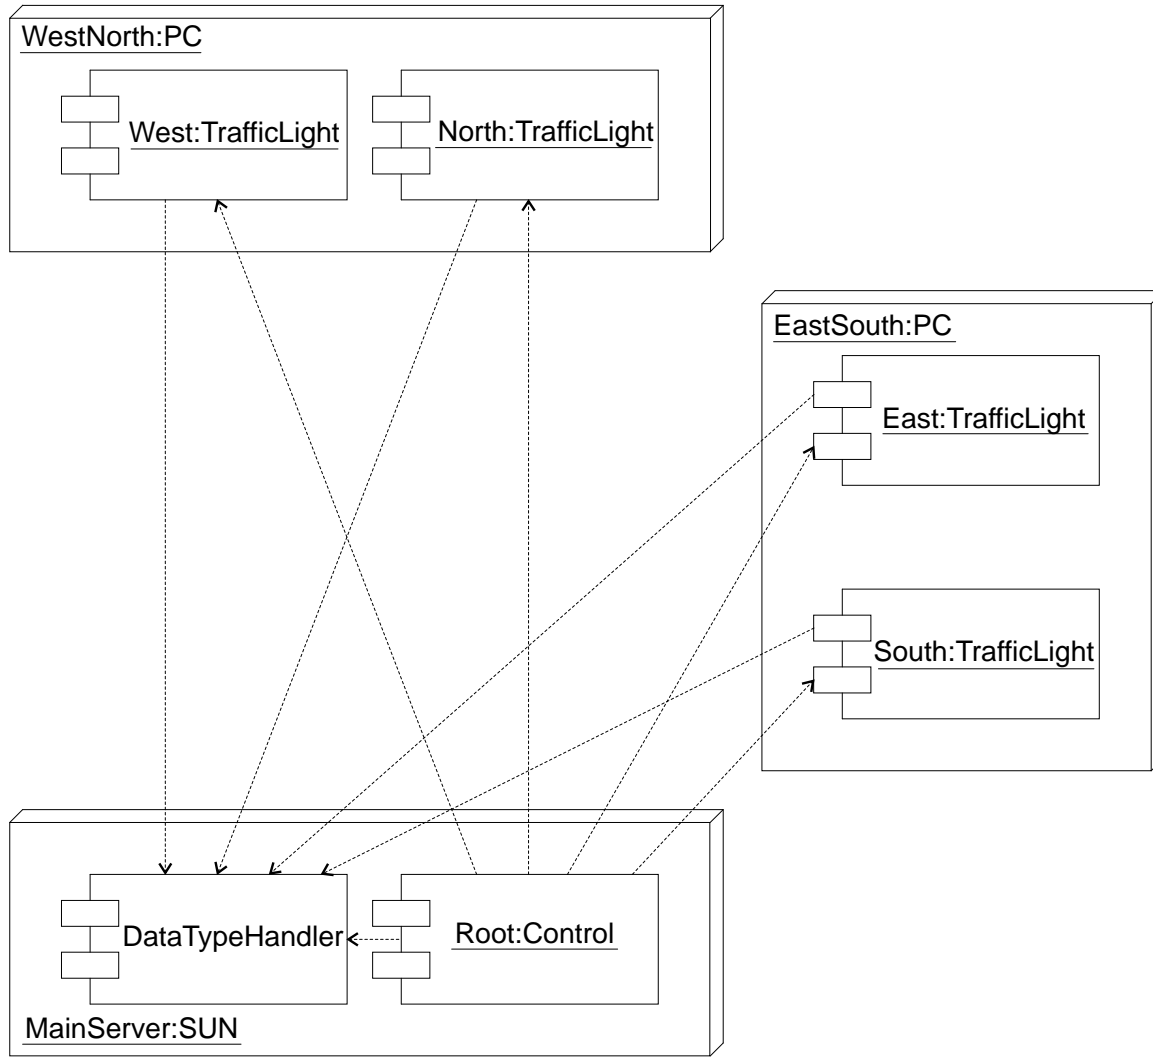 WestNorth:PC
West:TrafficLight
North:TrafficLight
EastSouth:PC
East:TrafficLight
South:TrafficLight
DataTypeHandler
Root:Control
MainServer:SUN